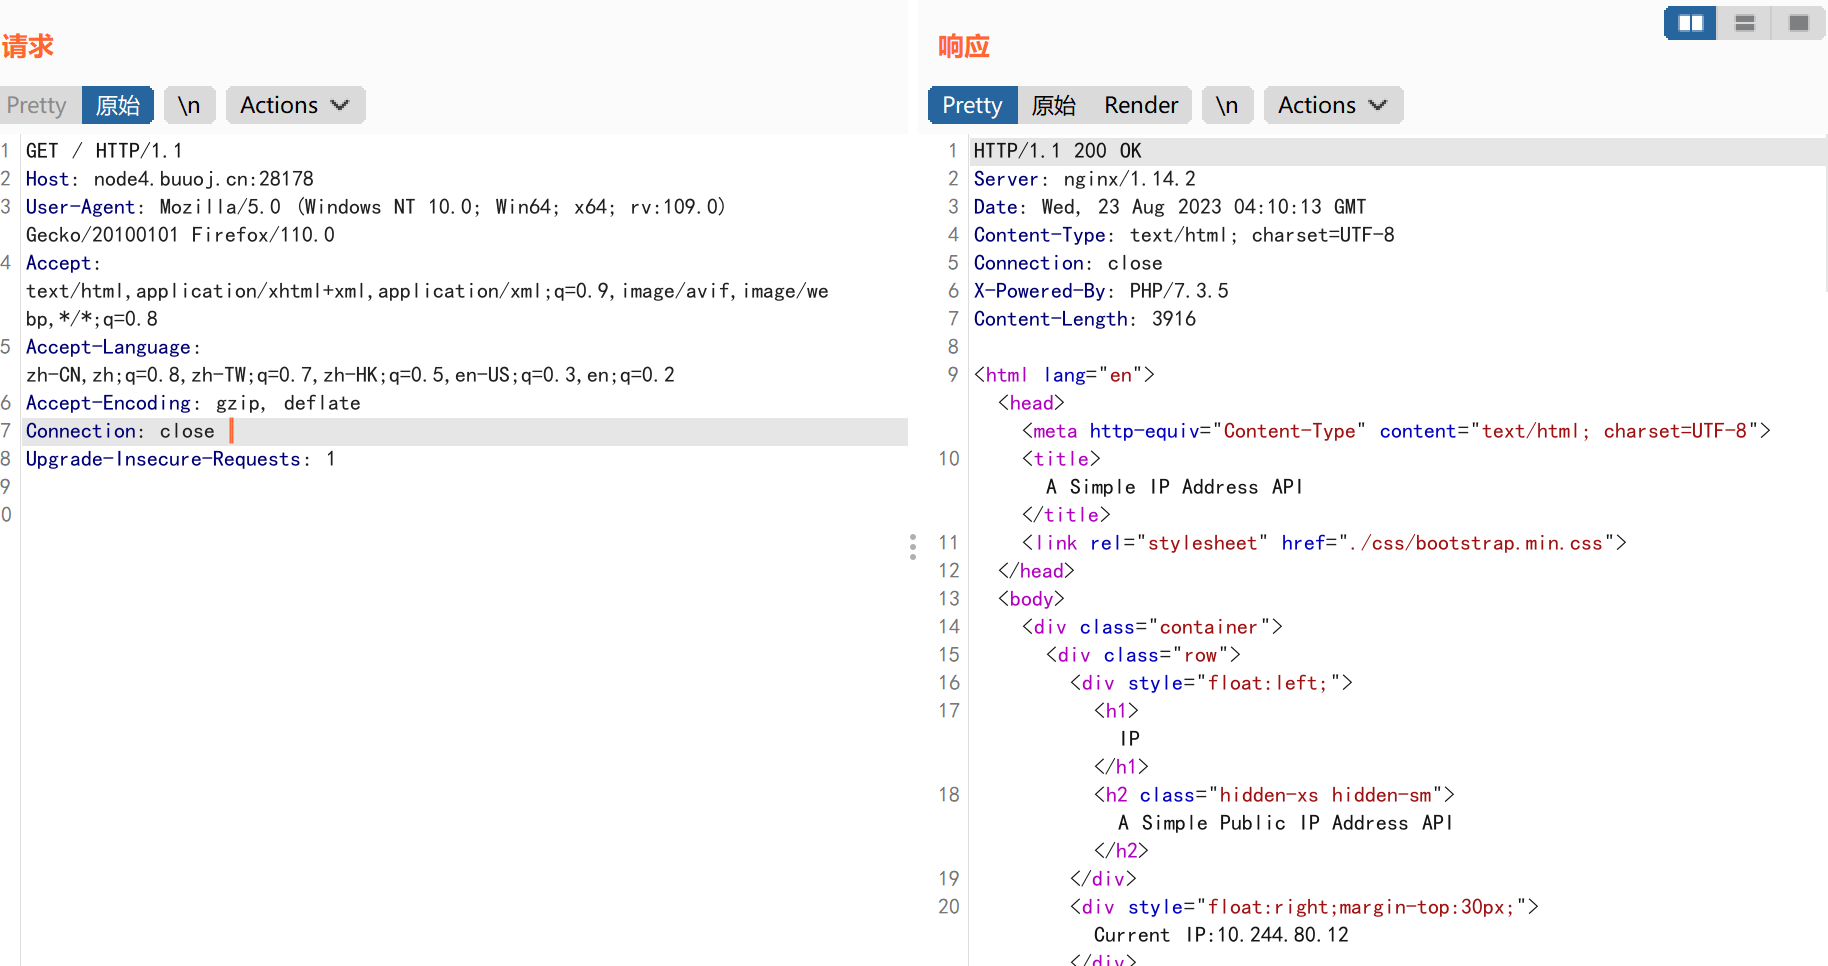 请求
Pretty 原始 \n Actions
1 GET / HTTP/1.1
2 Host: node4.buuoj.cn:28178
3 User-Agent: Mozilla/5.0 (Windows NT 10.0; Win64; x64; rv:109.0)
Gecko/20100101 Firefox/110.0
4 Accept:
text/html,application/xhtml+xml,application/xml;q=0.9,image/avif,image/we
bp,*/*;q=0.8
5 Accept-Language:
zh-CN,zh;q=0.8,zh-TW;q=0.7,zh-HK;q=0.5,en-US;q=0.3,en;q=0.2
6 Accept-Encoding: gzip, deflate
7 Connection: close
8 Upgrade-Insecure-Requests: 1
9
0
响应
Pretty 原始 Render \n Actions
1 HTTP/1.1 200 OK
2 Server: nginx/1.14.2
3 Date: Wed, 23 Aug 2023 04:10:13 GMT
4 Content-Type: text/html; charset=UTF-8
5 Connection: close
6 X-Powered-By: PHP/7.3.5
7 Content-Length: 3916
8
9 <html lang="en">
<head>
<meta http-equiv="Content-Type" content="text/html; charset=UTF-8">
10 <title>
A Simple IP Address API
</title>
11 <link rel="stylesheet" href="./css/bootstrap.min.css">
12 </head>
13 <body>
14 <div class="container">
15 <div class="row">
16 <div style="float:left;">
17 <h1>
IP
</h1>
18 <h2 class="hidden-xs hidden-sm">
A Simple Public IP Address API
</h2>
19 </div>
20 <div style="float:right;margin-top:30px;">
Current IP:10.244.80.12
</div>